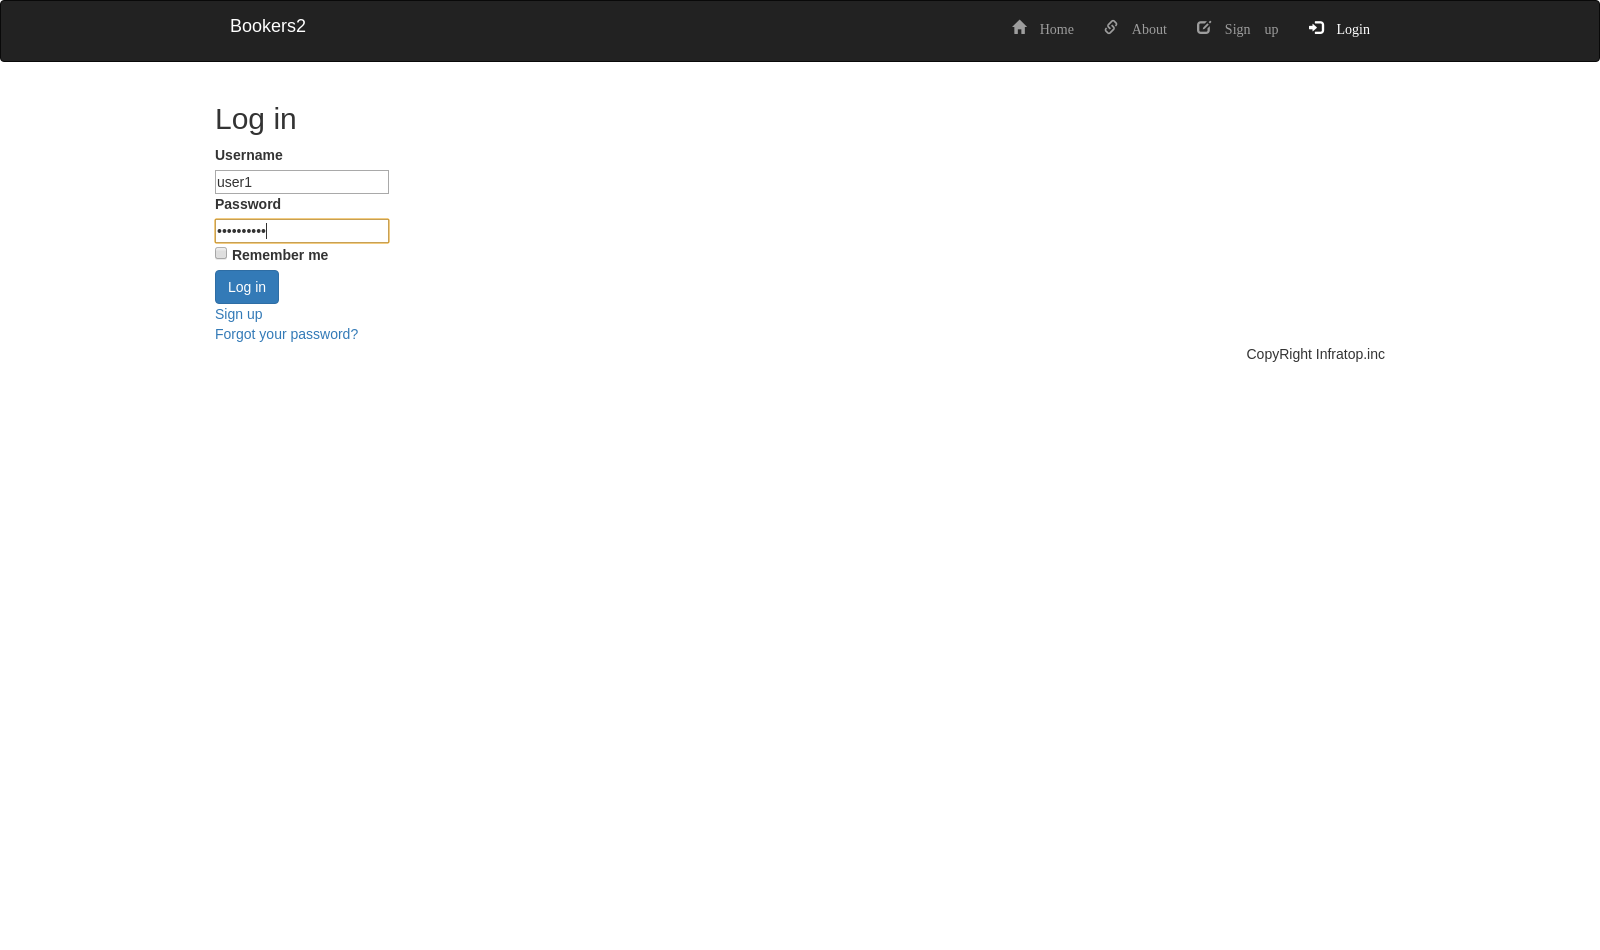 Bookers2 Home About Sign up Login
Log in
Username
user1
Password
••••••••••
Remember me
Log in
Sign up
Forgot your password?
CopyRight Infratop.inc